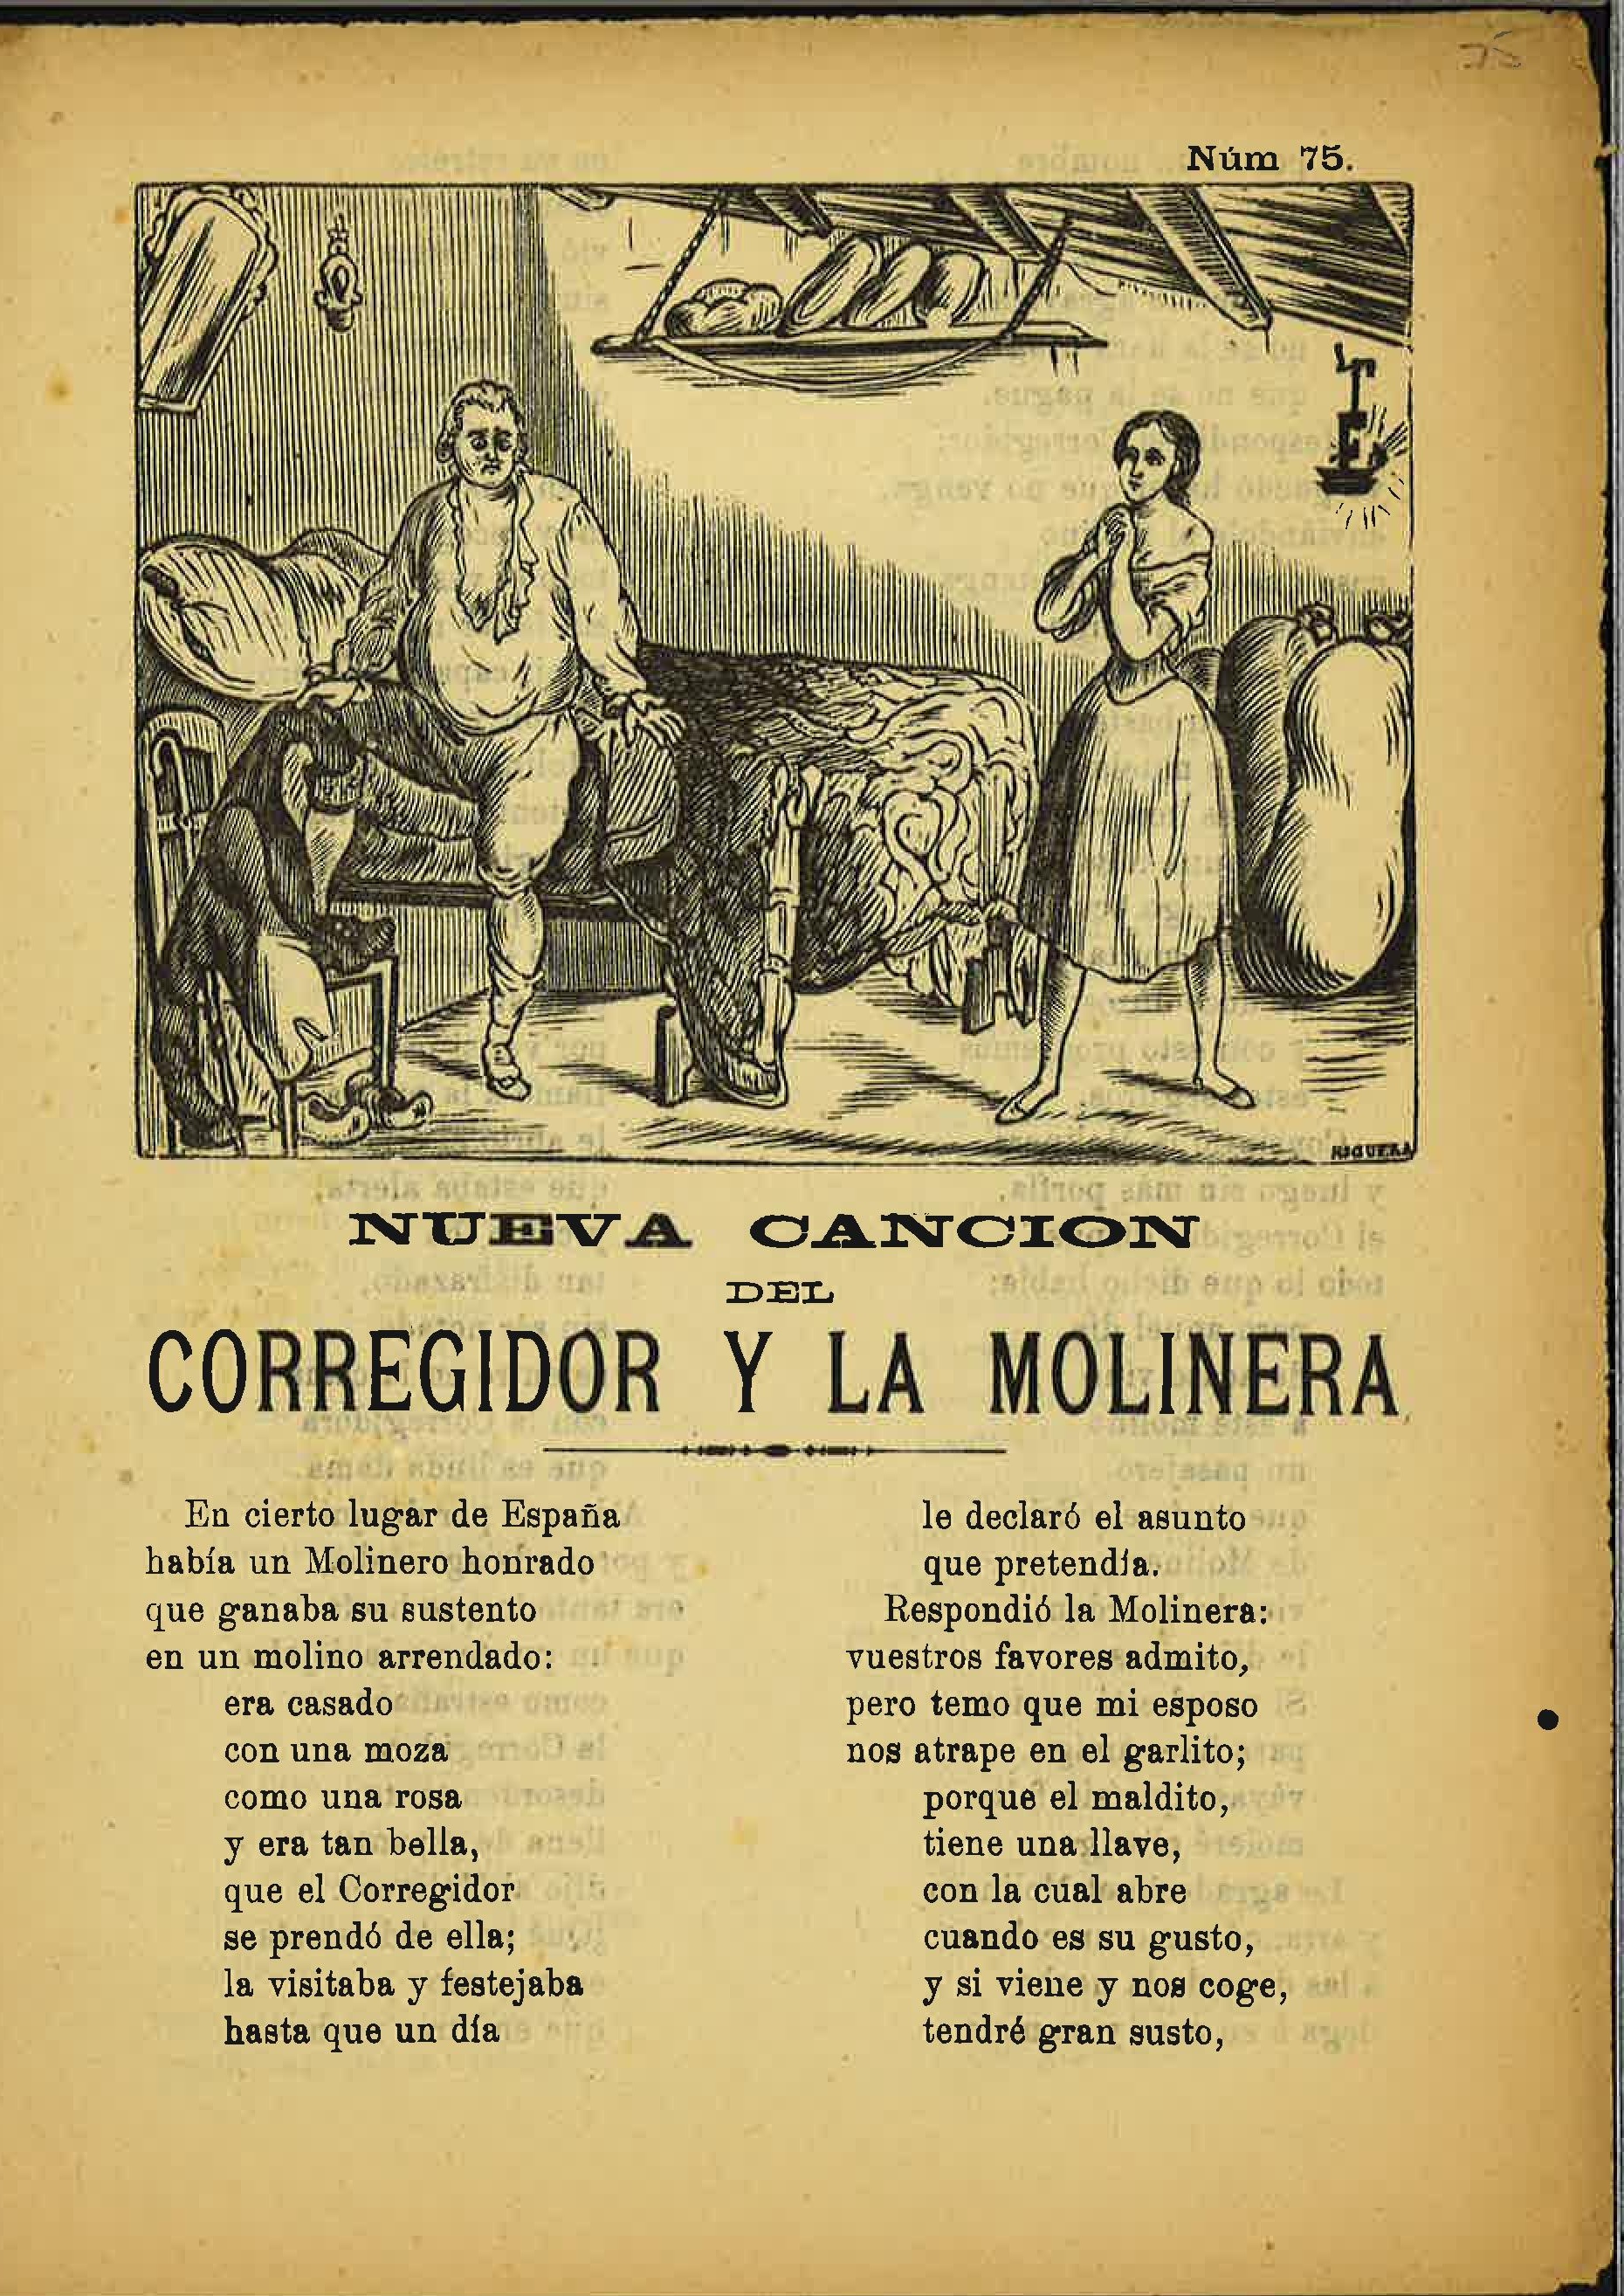 75
Núm 75.
RIGUERA
NUEVA CANCION
DEL
CORREGIDOR Y LA MOLINERA
En cierto lugar de España
había un Molinero honrado
que ganaba su sustento
en un molino arrendado:
era casado
con una moza
como una rosa
y era tan bella,
que el Corregidor
se prendó de ella;
la visitaba y festejaba
hasta que un día
le declaró el asunto
que pretendía.
Respondió la Molinera:
vuestros favores admito,
pero temo que mi esposo
nos atrape en el garlito;
porque el maldito,
tiene una llave,
con la cual abre
cuando es su gusto,
y si viene y nos coge,
tendré gran susto,